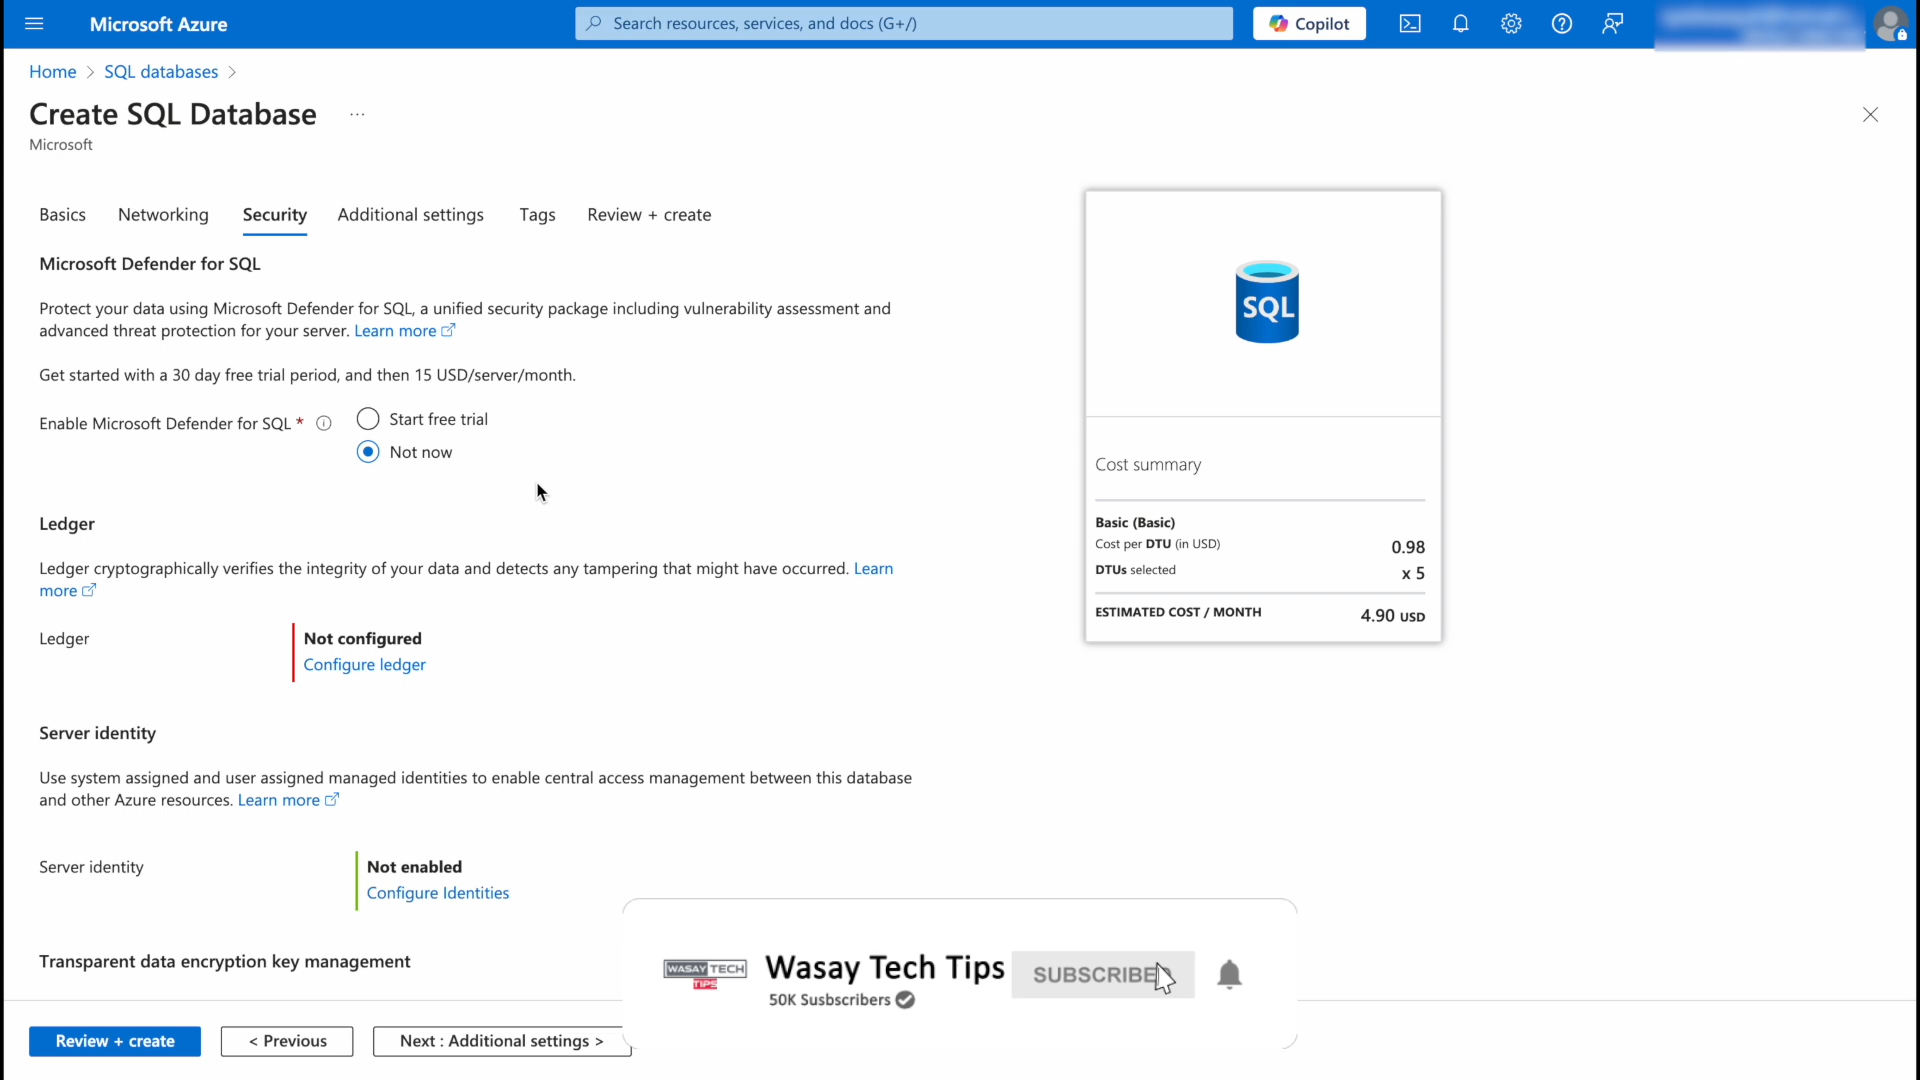 Microsoft Azure
Search resources, services, and docs (G+/)
Copilot
Home > SQL databases >
Create SQL Database ...
Microsoft
Basics Networking Security Additional settings Tags Review + create
Microsoft Defender for SQL
Protect your data using Microsoft Defender for SQL, a unified security package including vulnerability assessment and
advanced threat protection for your server. Learn more
Get started with a 30 day free trial period, and then 15 USD/server/month.
Enable Microsoft Defender for SQL *
Start free trial
Not now
Ledger
Ledger cryptographically verifies the integrity of your data and detects any tampering that might have occurred. Learn
more
Ledger
Not configured
Configure ledger
Server identity
Use system assigned and user assigned managed identities to enable central access management between this database
and other Azure resources. Learn more
Server identity
Not enabled
Configure Identities
Transparent data encryption key management
SQL
Cost summary
Basic (Basic)
Cost per DTU (in USD) 0.98
DTUs selected x 5
ESTIMATED COST / MONTH 4.90 USD
WASAY TECH
TIPS
Wasay Tech Tips
50K Susbscribers
SUBSCRIBED
Review + create
< Previous
Next : Additional settings >